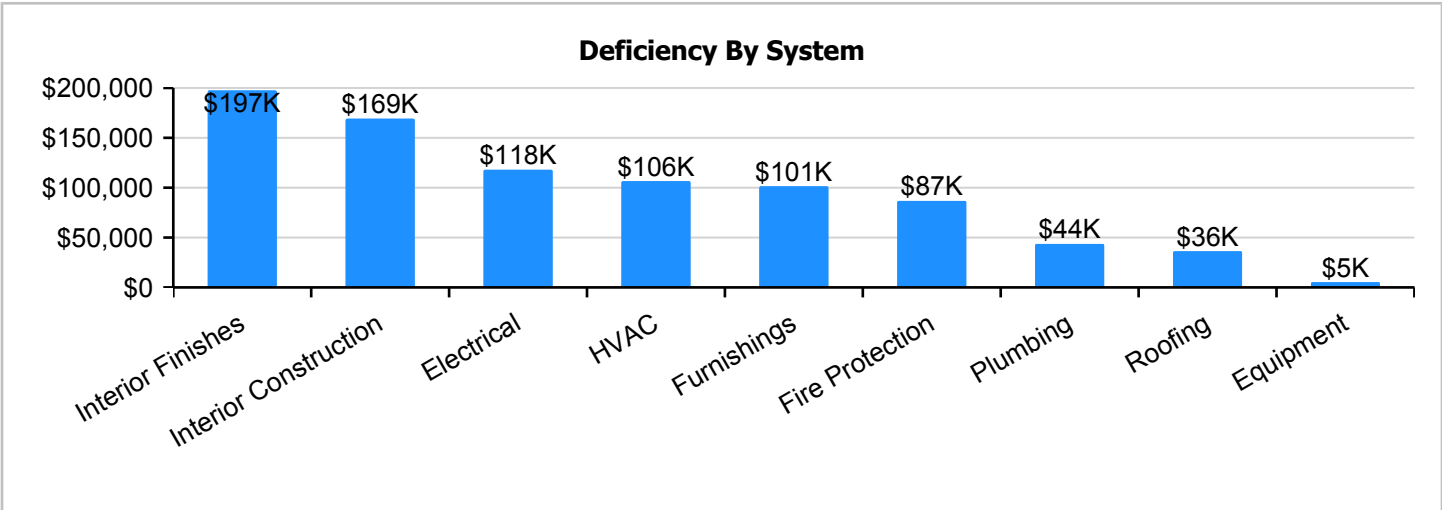 Deficiency By System
$200,000
$150,000
$100,000
$50,000
$0
$197K
$169K
$118K
$106K
$101K
$87K
$44K
$36K
$5K
Interior Finishes
Interior Construction
Electrical
HVAC
Furnishings
Fire Protection
Plumbing
Roofing
Equipment